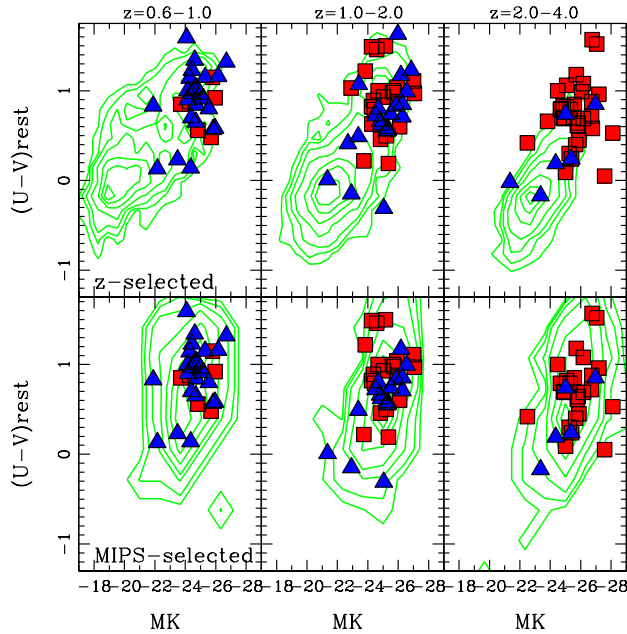 z=0.6−1.0 z=1.0−2.0 z=2.0−4.0
(U−V)rest
1
0
−1
z−selected
(U−V)rest
1
0
−1
MIPS−selected
−18−20−22−24−26−28 −18−20−22−24−26−28 −18−20−22−24−26−28
MK MK MK